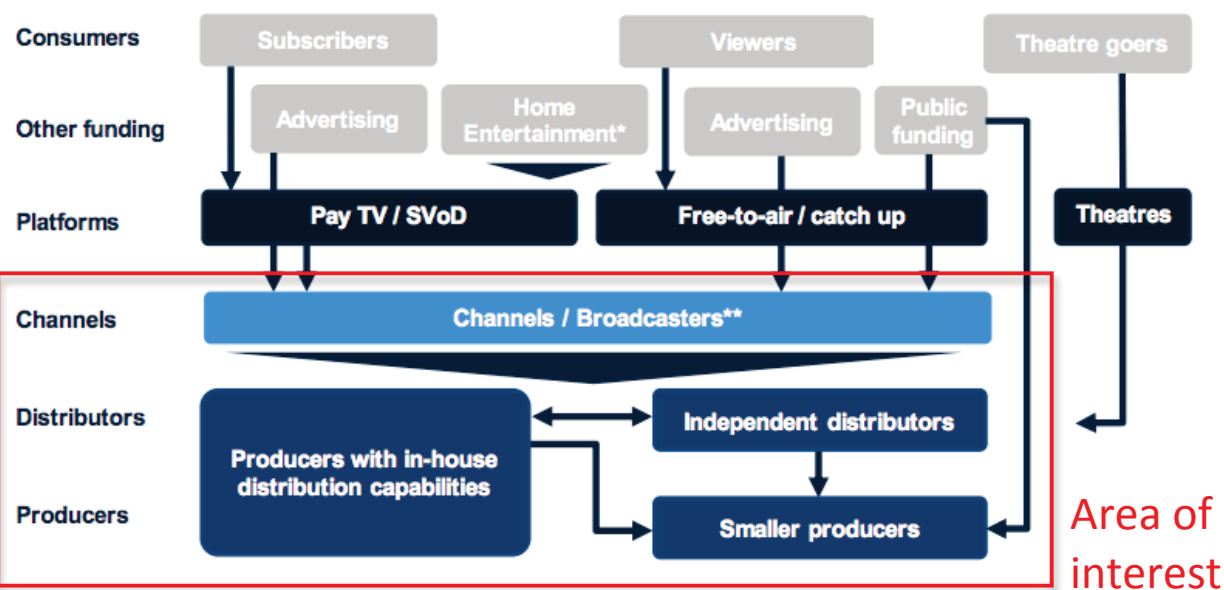 Consumers
Subscribers
Viewers
Theatre goers
Other funding
Advertising
Home
Entertainment*
Advertising
Public
funding
Platforms
Pay TV / SVoD
Free-to-air / catch up
Theatres
Channels
Channels / Broadcasters**
Distributors
Independent distributors
Producers with in-house
distribution capabilities
Producers
Smaller producers
Area of
interest